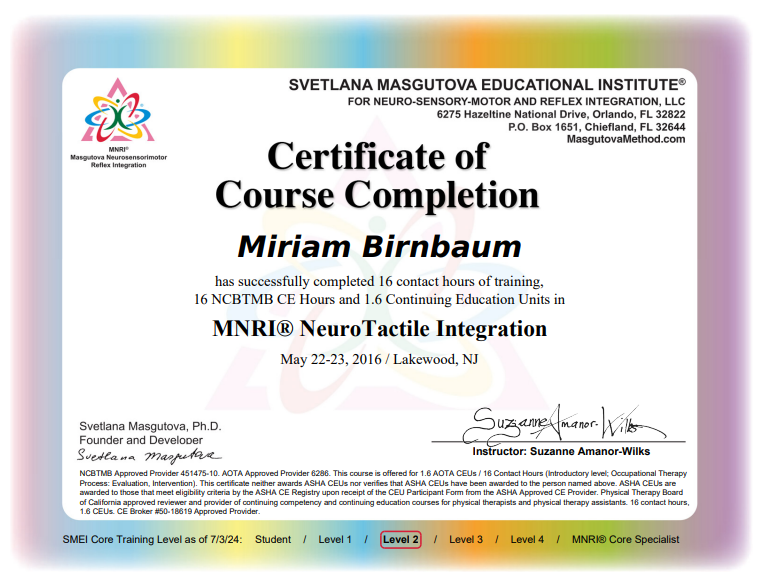 SVETLANA MASGUTOVA EDUCATIONAL INSTITUTE®
FOR NEURO-SENSORY-MOTOR AND REFLEX INTEGRATION, LLC
6275 Hazeltine National Drive, Orlando, FL 32822
P.O. Box 1651, Chiefland, FL 32644
MasgutovaMethod.com
MNRI®
Masgutova Neurosensorimotor
Reflex Integration
Certificate of
Course Completion
Miriam Birnbaum
has successfully completed 16 contact hours of training,
16 NCBTMB CE Hours and 1.6 Continuing Education Units in
MNRI® NeuroTactile Integration
May 22-23, 2016 / Lakewood, NJ
Svetlana Masgutova, Ph.D.
Founder and Developer
Svetlana Masgutova
Suzanne Amanor-Wilks
Instructor: Suzanne Amanor-Wilks
NCBTMB Approved Provider 451475-10. AOTA Approved Provider 6286. This course is offered for 1.6 AOTA CEUs / 16 Contact Hours (Introductory level; Occupational Therapy
Process: Evaluation, Intervention). This certificate neither awards ASHA CEUs nor verifies that ASHA CEUs have been awarded to the person named above. ASHA CEUs are
awarded to those that meet eligibility criteria by the ASHA CE Registry upon receipt of the CEU Participant Form from the ASHA Approved CE Provider. Physical Therapy Board
of California approved reviewer and provider of continuing competency and continuing education courses for physical therapists and physical therapy assistants. 16 contact hours,
1.6 CEUs. CE Broker #50-18619 Approved Provider.
SMEI Core Training Level as of 7/3/24: Student / Level 1 / Level 2 / Level 3 / Level 4 / MNRI® Core Specialist